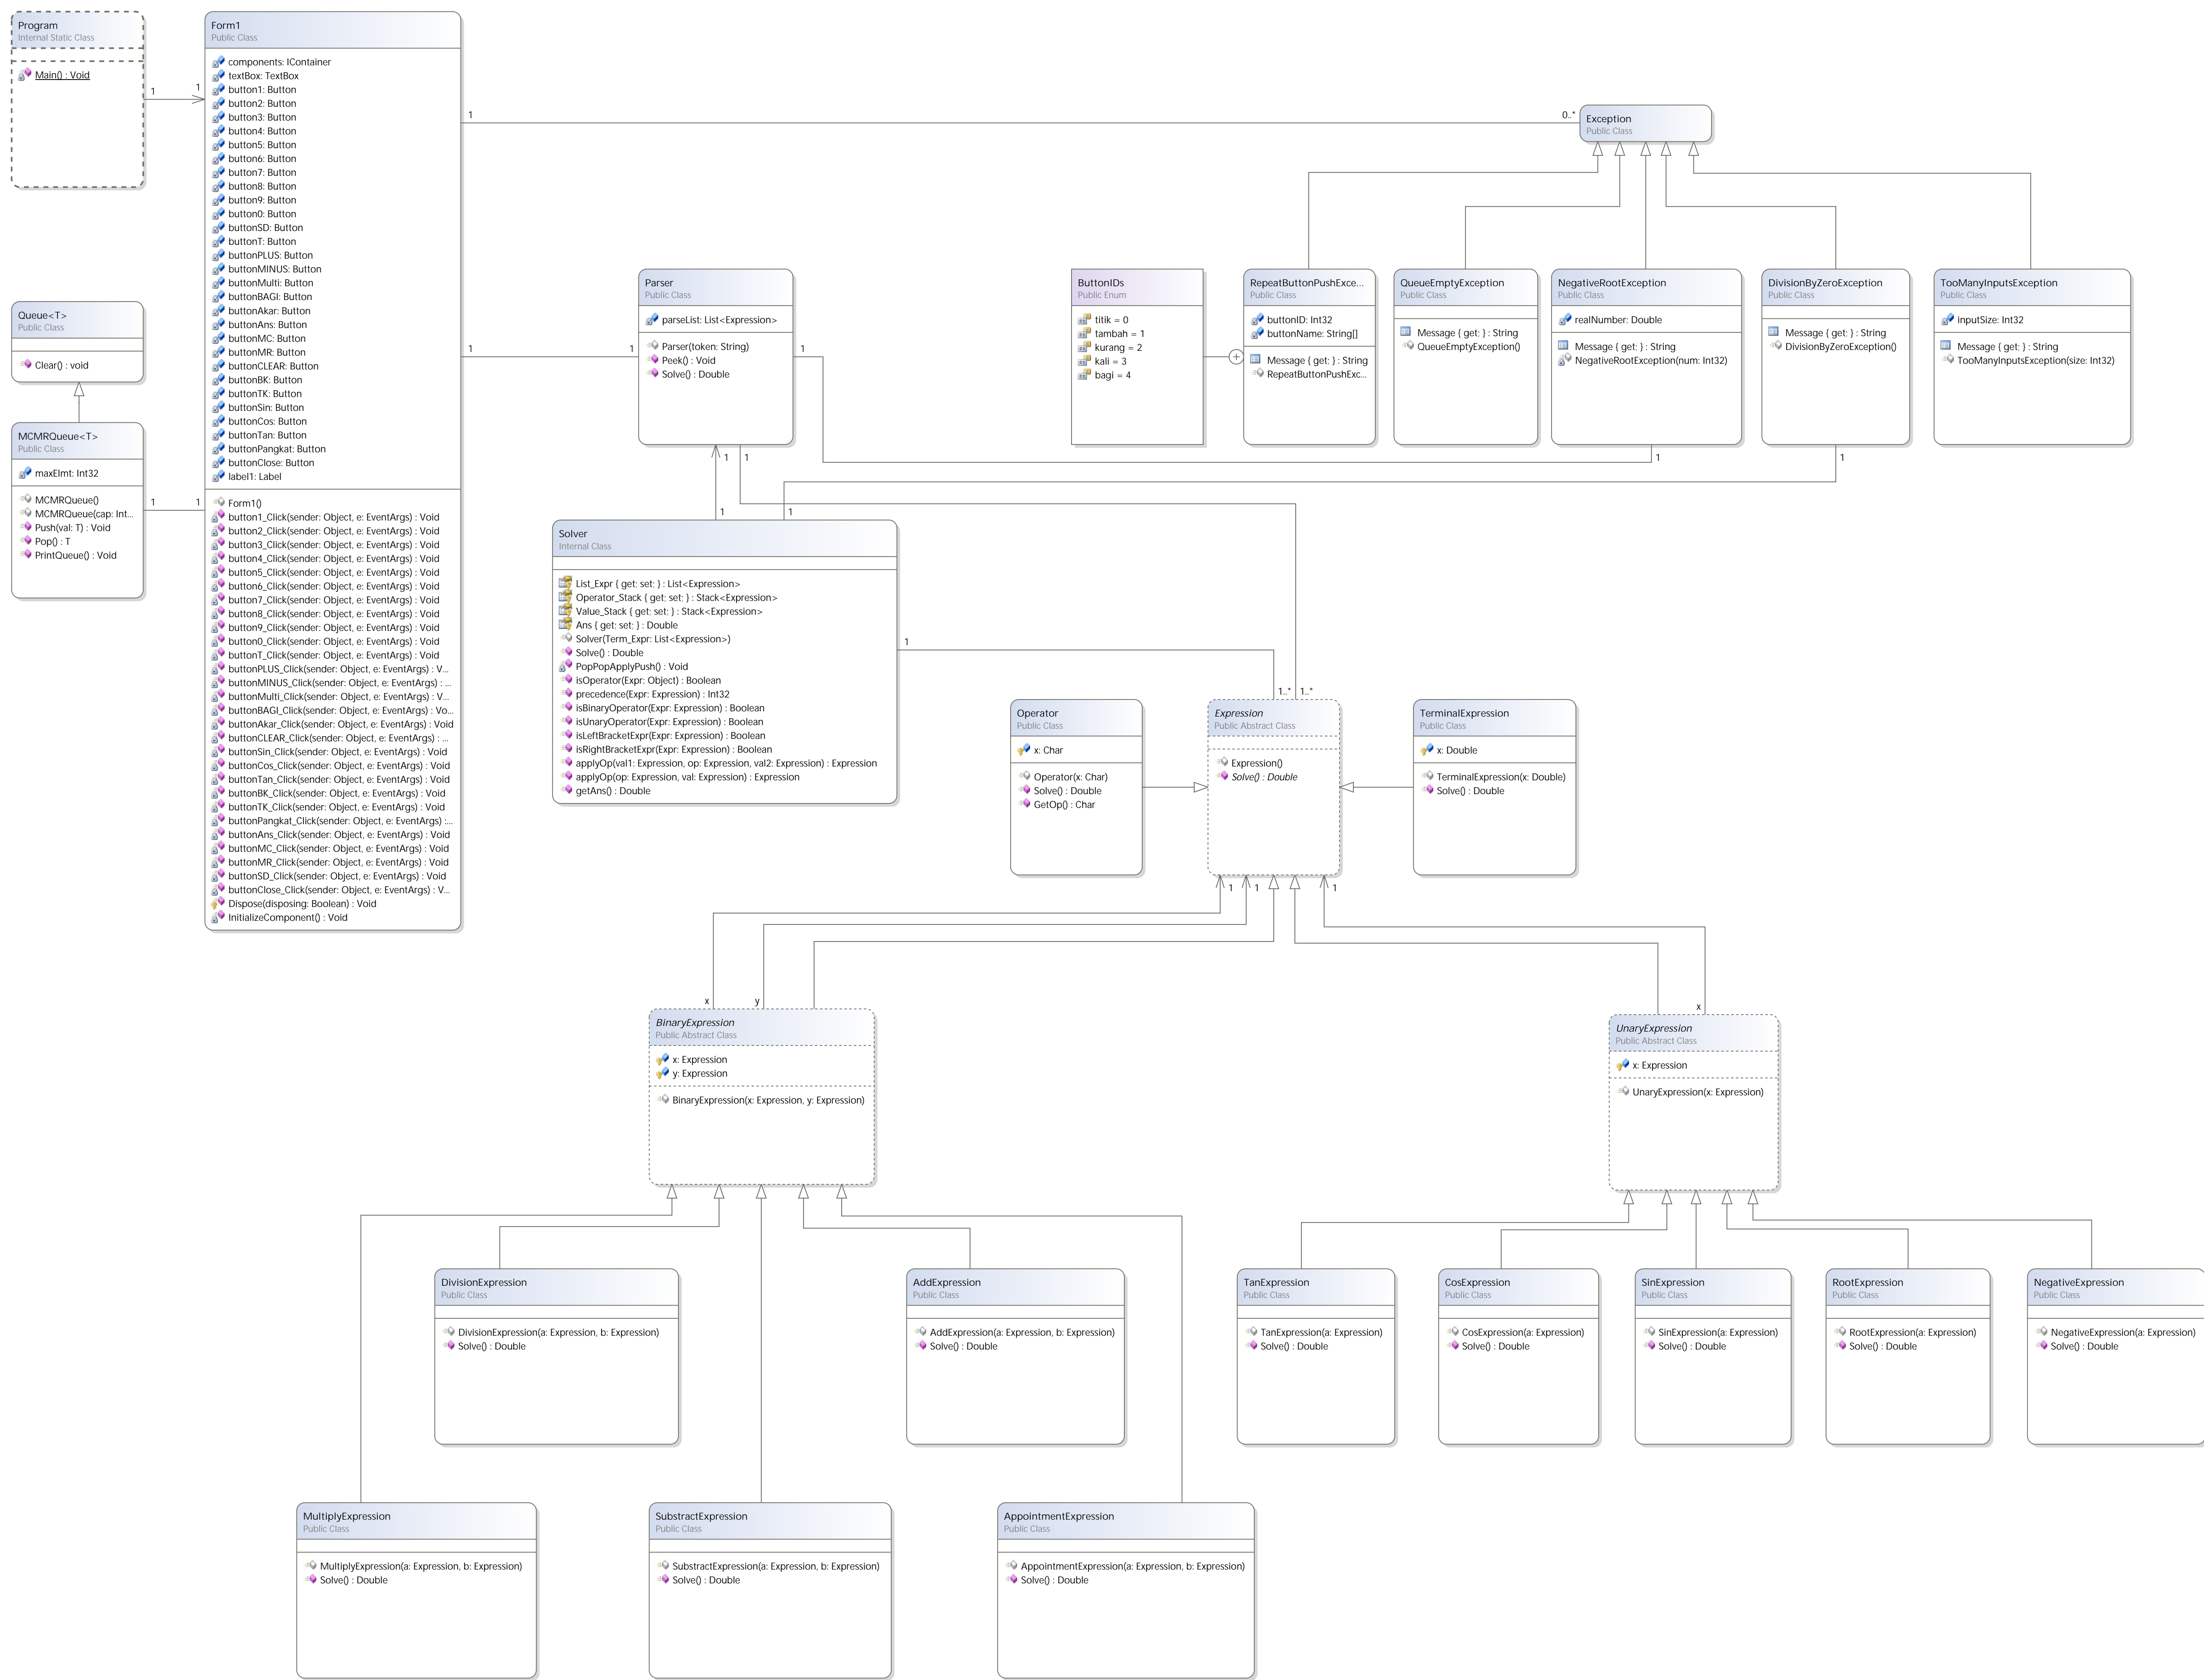 Program
Internal Static Class
Main() : Void
1
1
Form1
Public Class
components: IContainer
textBox: TextBox
button1: Button
button2: Button
button3: Button
button4: Button
button5: Button
button6: Button
button7: Button
button8: Button
button9: Button
button0: Button
buttonSD: Button
buttonT: Button
buttonPLUS: Button
buttonMINUS: Button
buttonMulti: Button
buttonBAGI: Button
buttonAkar: Button
buttonAns: Button
buttonMC: Button
buttonMR: Button
buttonCLEAR: Button
buttonBK: Button
buttonTK: Button
buttonSin: Button
buttonCos: Button
buttonTan: Button
buttonPangkat: Button
buttonClose: Button
label1: Label
Form1()
button1_Click(sender: Object, e: EventArgs) : Void
button2_Click(sender: Object, e: EventArgs) : Void
button3_Click(sender: Object, e: EventArgs) : Void
button4_Click(sender: Object, e: EventArgs) : Void
button5_Click(sender: Object, e: EventArgs) : Void
button6_Click(sender: Object, e: EventArgs) : Void
button7_Click(sender: Object, e: EventArgs) : Void
button8_Click(sender: Object, e: EventArgs) : Void
button9_Click(sender: Object, e: EventArgs) : Void
button0_Click(sender: Object, e: EventArgs) : Void
buttonT_Click(sender: Object, e: EventArgs) : Void
buttonPLUS_Click(sender: Object, e: EventArgs) : V...
buttonMINUS_Click(sender: Object, e: EventArgs) : ...
buttonMulti_Click(sender: Object, e: EventArgs) : V...
buttonBAGI_Click(sender: Object, e: EventArgs) : Vo...
buttonAkar_Click(sender: Object, e: EventArgs) : Void
buttonCLEAR_Click(sender: Object, e: EventArgs) : ...
buttonSin_Click(sender: Object, e: EventArgs) : Void
buttonCos_Click(sender: Object, e: EventArgs) : Void
buttonTan_Click(sender: Object, e: EventArgs) : Void
buttonBK_Click(sender: Object, e: EventArgs) : Void
buttonTK_Click(sender: Object, e: EventArgs) : Void
buttonPangkat_Click(sender: Object, e: EventArgs) :...
buttonAns_Click(sender: Object, e: EventArgs) : Void
buttonMC_Click(sender: Object, e: EventArgs) : Void
buttonMR_Click(sender: Object, e: EventArgs) : Void
buttonSD_Click(sender: Object, e: EventArgs) : Void
buttonClose_Click(sender: Object, e: EventArgs) : V...
Dispose(disposing: Boolean) : Void
InitializeComponent() : Void
Queue<T>
Public Class
Clear() : void
MCMRQueue<T>
Public Class
maxElmt: Int32
MCMRQueue()
MCMRQueue(cap: Int...
Push(val: T) : Void
Pop() : T
PrintQueue() : Void
1
1
1
0..*
Exception
Public Class
1
1
Parser
Public Class
parseList: List<Expression>
Parser(token: String)
Peek() : Void
Solve() : Double
1
ButtonIDs
Public Enum
titik = 0
tambah = 1
kurang = 2
kali = 3
bagi = 4
RepeatButtonPushExce...
Public Class
buttonID: Int32
buttonName: String[]
Message { get; } : String
RepeatButtonPushExc...
QueueEmptyException
Public Class
Message { get; } : String
QueueEmptyException()
NegativeRootException
Public Class
realNumber: Double
Message { get; } : String
NegativeRootException(num: Int32)
DivisionByZeroException
Public Class
Message { get; } : String
DivisionByZeroException()
TooManyInputsException
Public Class
inputSize: Int32
Message { get; } : String
TooManyInputsException(size: Int32)
1
1
1
1
1
1
Solver
Internal Class
List_Expr { get; set; } : List<Expression>
Operator_Stack { get; set; } : Stack<Expression>
Value_Stack { get; set; } : Stack<Expression>
Ans { get; set; } : Double
Solver(Term_Expr: List<Expression>)
Solve() : Double
PopPopApplyPush() : Void
isOperator(Expr: Object) : Boolean
precedence(Expr: Expression) : Int32
isBinaryOperator(Expr: Expression) : Boolean
isUnaryOperator(Expr: Expression) : Boolean
isLeftBracketExpr(Expr: Expression) : Boolean
isRightBracketExpr(Expr: Expression) : Boolean
applyOp(val1: Expression, op: Expression, val2: Expression) : Expression
applyOp(op: Expression, val: Expression) : Expression
getAns() : Double
1
1..*
1..*
Operator
Public Class
x: Char
Operator(x: Char)
Solve() : Double
GetOp() : Char
Expression
Public Abstract Class
Expression()
Solve() : Double
TerminalExpression
Public Class
x: Double
TerminalExpression(x: Double)
Solve() : Double
1
1
1
x
y
x
BinaryExpression
Public Abstract Class
x: Expression
y: Expression
BinaryExpression(x: Expression, y: Expression)
UnaryExpression
Public Abstract Class
x: Expression
UnaryExpression(x: Expression)
DivisionExpression
Public Class
DivisionExpression(a: Expression, b: Expression)
Solve() : Double
AddExpression
Public Class
AddExpression(a: Expression, b: Expression)
Solve() : Double
TanExpression
Public Class
TanExpression(a: Expression)
Solve() : Double
CosExpression
Public Class
CosExpression(a: Expression)
Solve() : Double
SinExpression
Public Class
SinExpression(a: Expression)
Solve() : Double
RootExpression
Public Class
RootExpression(a: Expression)
Solve() : Double
NegativeExpression
Public Class
NegativeExpression(a: Expression)
Solve() : Double
MultiplyExpression
Public Class
MultiplyExpression(a: Expression, b: Expression)
Solve() : Double
SubstractExpression
Public Class
SubstractExpression(a: Expression, b: Expression)
Solve() : Double
AppointmentExpression
Public Class
AppointmentExpression(a: Expression, b: Expression)
Solve() : Double